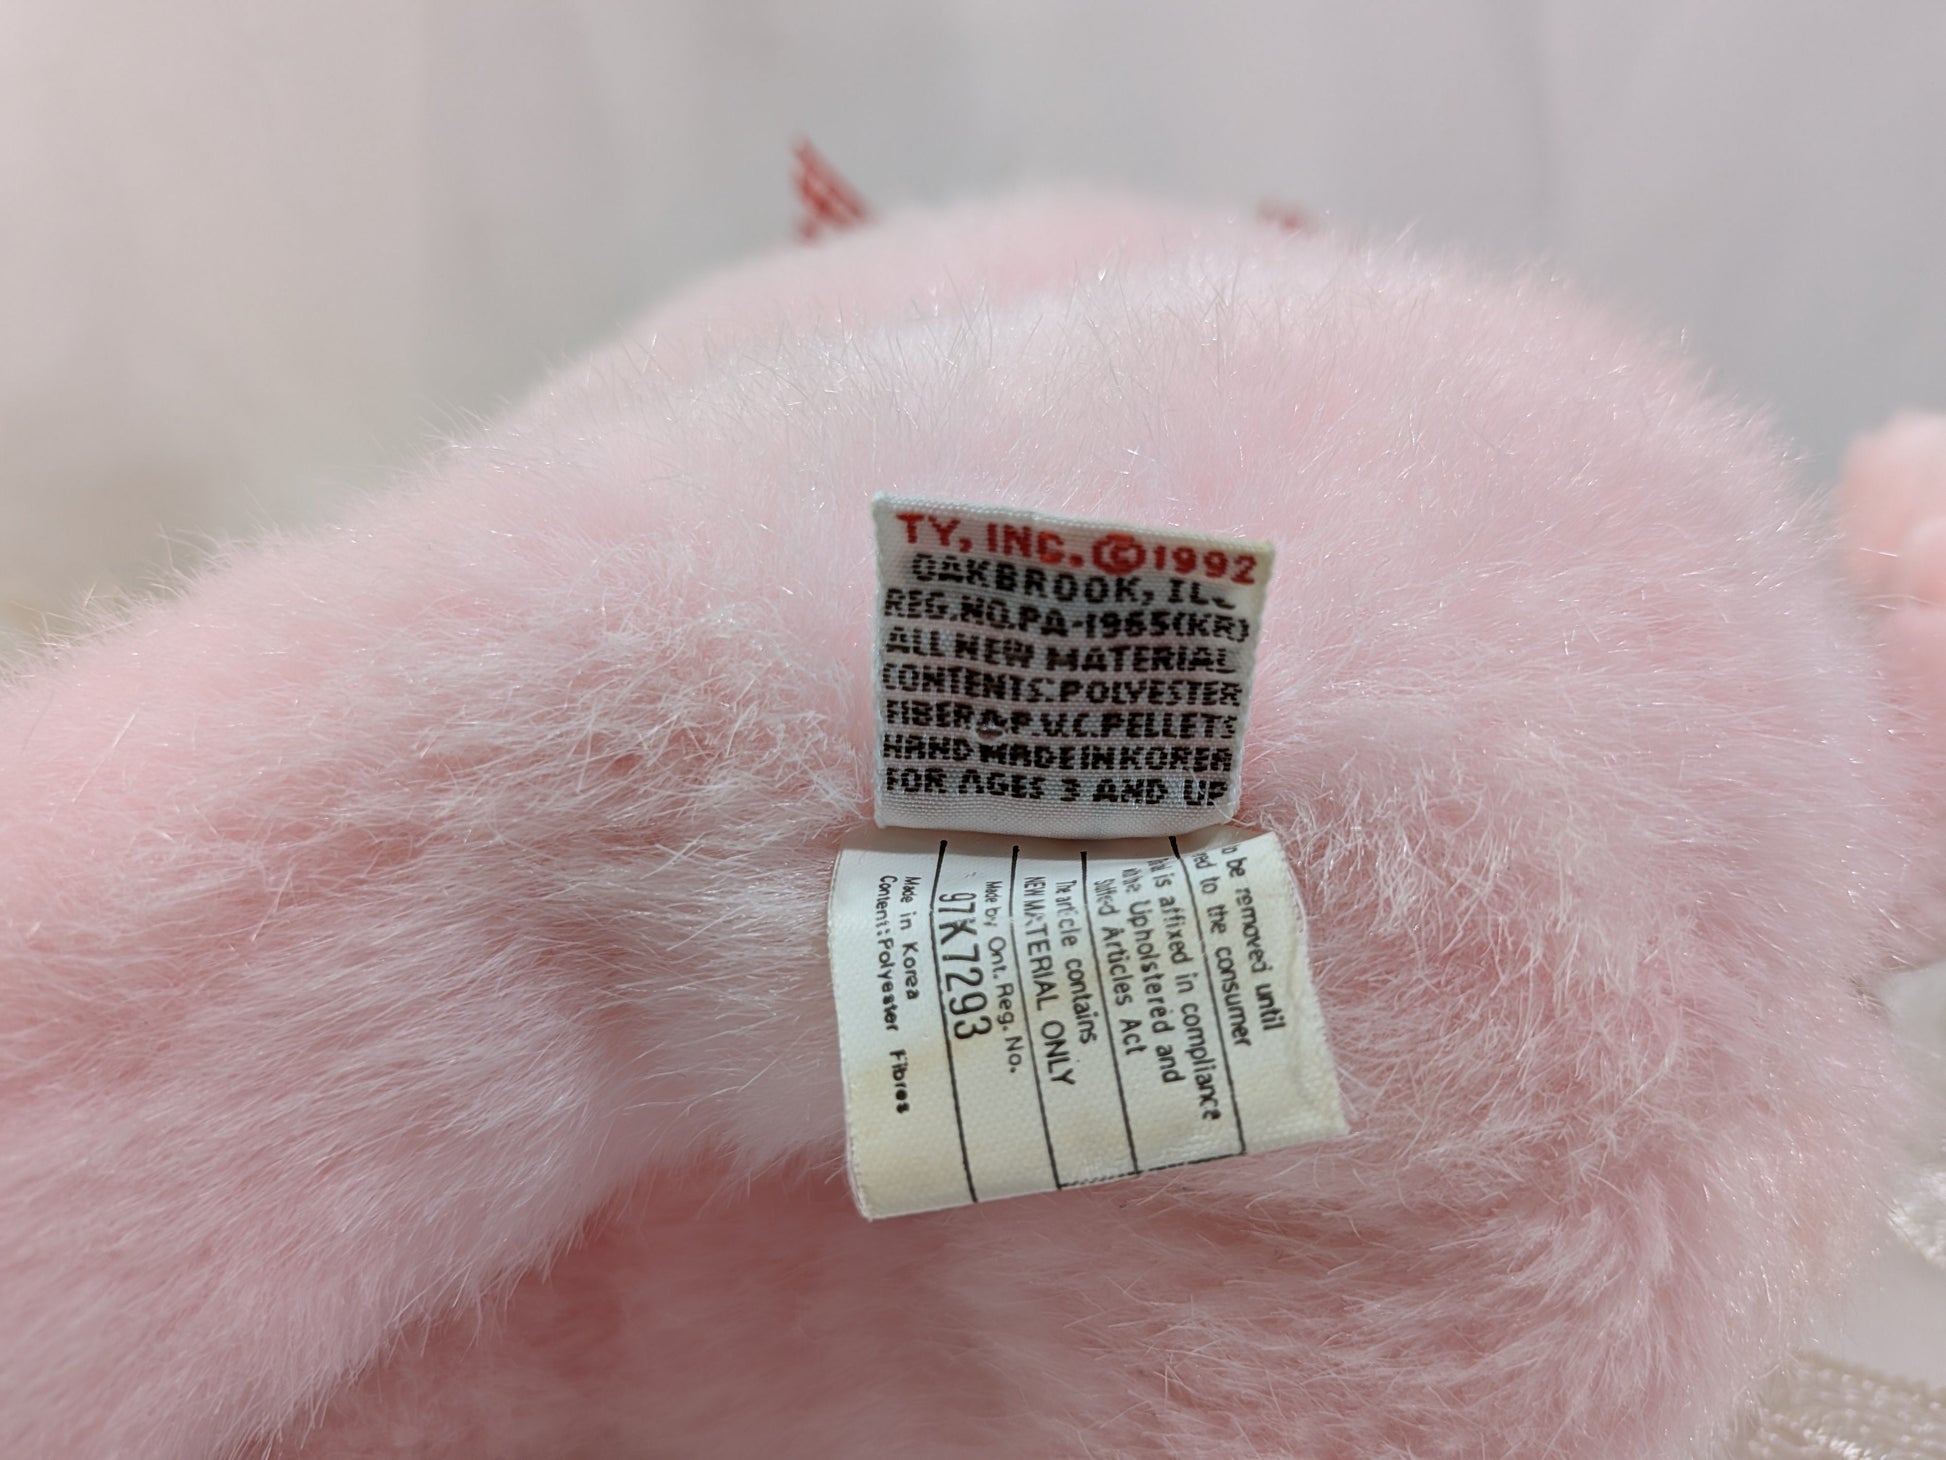 TY, INC. ©1992
OAKBROOK, IL
REG.NO.PA-1965(KR)
ALL NEW MATERIAL
CONTENTS:POLYESTER
FIBER & P.V.C.PELLETS
HAND MADE IN KOREA
FOR AGES 3 AND UP
be removed until
to the consumer
is affixed in compliance
Upholstered and
Stuffed Articles Act
The article contains
NEW MATERIAL ONLY
Made by Ont. Reg. No.
97K7293
Made in Korea
Content:Polyester Fibres